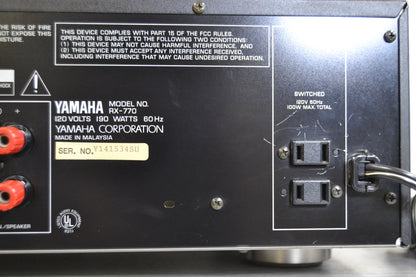 THE RISK OF FIRE
NOT EXPOSE THIS
MOISTURE.
THIS DEVICE COMPLIES WITH PART 15 OF THE FCC RULES.
OPERATION IS SUBJECT TO THE FOLLOWING TWO CONDITIONS:
(1) THIS DEVICE MAY NOT CAUSE HARMFUL INTERFERENCE, AND
(2) THIS DEVICE MUST ACCEPT ANY INTERFERENCE RECEIVED,
INCLUDING INTERFERENCE THAT MAY CAUSE UNDESIRED OPERATION.
SHOCK
YAMAHA MODEL NO.
RX-770
120 VOLTS 190 WATTS 60Hz
YAMAHA CORPORATION
MADE IN MALAYSIA
SER. NO. Y141534SU
SWITCHED
120V 60Hz
100W MAX. TOTAL
+
UL
/SPEAKER